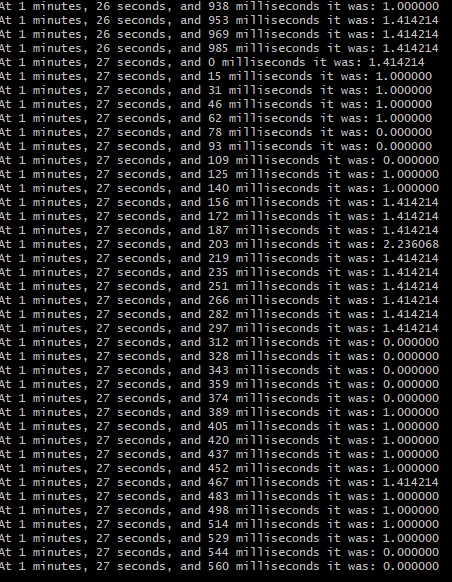 At 1 minutes, 26 seconds, and 938 milliseconds it was: 1.000000
At 1 minutes, 26 seconds, and 953 milliseconds it was: 1.414214
At 1 minutes, 26 seconds, and 969 milliseconds it was: 1.414214
At 1 minutes, 26 seconds, and 985 milliseconds it was: 1.414214
At 1 minutes, 27 seconds, and 0 milliseconds it was: 1.414214
At 1 minutes, 27 seconds, and 15 milliseconds it was: 1.000000
At 1 minutes, 27 seconds, and 31 milliseconds it was: 1.000000
At 1 minutes, 27 seconds, and 46 milliseconds it was: 1.000000
At 1 minutes, 27 seconds, and 62 milliseconds it was: 1.000000
At 1 minutes, 27 seconds, and 78 milliseconds it was: 0.000000
At 1 minutes, 27 seconds, and 93 milliseconds it was: 0.000000
At 1 minutes, 27 seconds, and 109 milliseconds it was: 0.000000
At 1 minutes, 27 seconds, and 125 milliseconds it was: 1.000000
At 1 minutes, 27 seconds, and 140 milliseconds it was: 1.000000
At 1 minutes, 27 seconds, and 156 milliseconds it was: 1.414214
At 1 minutes, 27 seconds, and 172 milliseconds it was: 1.414214
At 1 minutes, 27 seconds, and 187 milliseconds it was: 1.414214
At 1 minutes, 27 seconds, and 203 milliseconds it was: 2.236068
At 1 minutes, 27 seconds, and 219 milliseconds it was: 1.414214
At 1 minutes, 27 seconds, and 235 milliseconds it was: 1.414214
At 1 minutes, 27 seconds, and 251 milliseconds it was: 1.414214
At 1 minutes, 27 seconds, and 266 milliseconds it was: 1.414214
At 1 minutes, 27 seconds, and 282 milliseconds it was: 1.414214
At 1 minutes, 27 seconds, and 297 milliseconds it was: 1.414214
At 1 minutes, 27 seconds, and 312 milliseconds it was: 0.000000
At 1 minutes, 27 seconds, and 328 milliseconds it was: 0.000000
At 1 minutes, 27 seconds, and 343 milliseconds it was: 0.000000
At 1 minutes, 27 seconds, and 359 milliseconds it was: 0.000000
At 1 minutes, 27 seconds, and 374 milliseconds it was: 0.000000
At 1 minutes, 27 seconds, and 389 milliseconds it was: 1.000000
At 1 minutes, 27 seconds, and 405 milliseconds it was: 1.000000
At 1 minutes, 27 seconds, and 420 milliseconds it was: 1.000000
At 1 minutes, 27 seconds, and 437 milliseconds it was: 1.000000
At 1 minutes, 27 seconds, and 452 milliseconds it was: 1.000000
At 1 minutes, 27 seconds, and 467 milliseconds it was: 1.414214
At 1 minutes, 27 seconds, and 483 milliseconds it was: 1.000000
At 1 minutes, 27 seconds, and 498 milliseconds it was: 1.000000
At 1 minutes, 27 seconds, and 514 milliseconds it was: 1.000000
At 1 minutes, 27 seconds, and 529 milliseconds it was: 1.000000
At 1 minutes, 27 seconds, and 544 milliseconds it was: 0.000000
At 1 minutes, 27 seconds, and 560 milliseconds it was: 0.000000